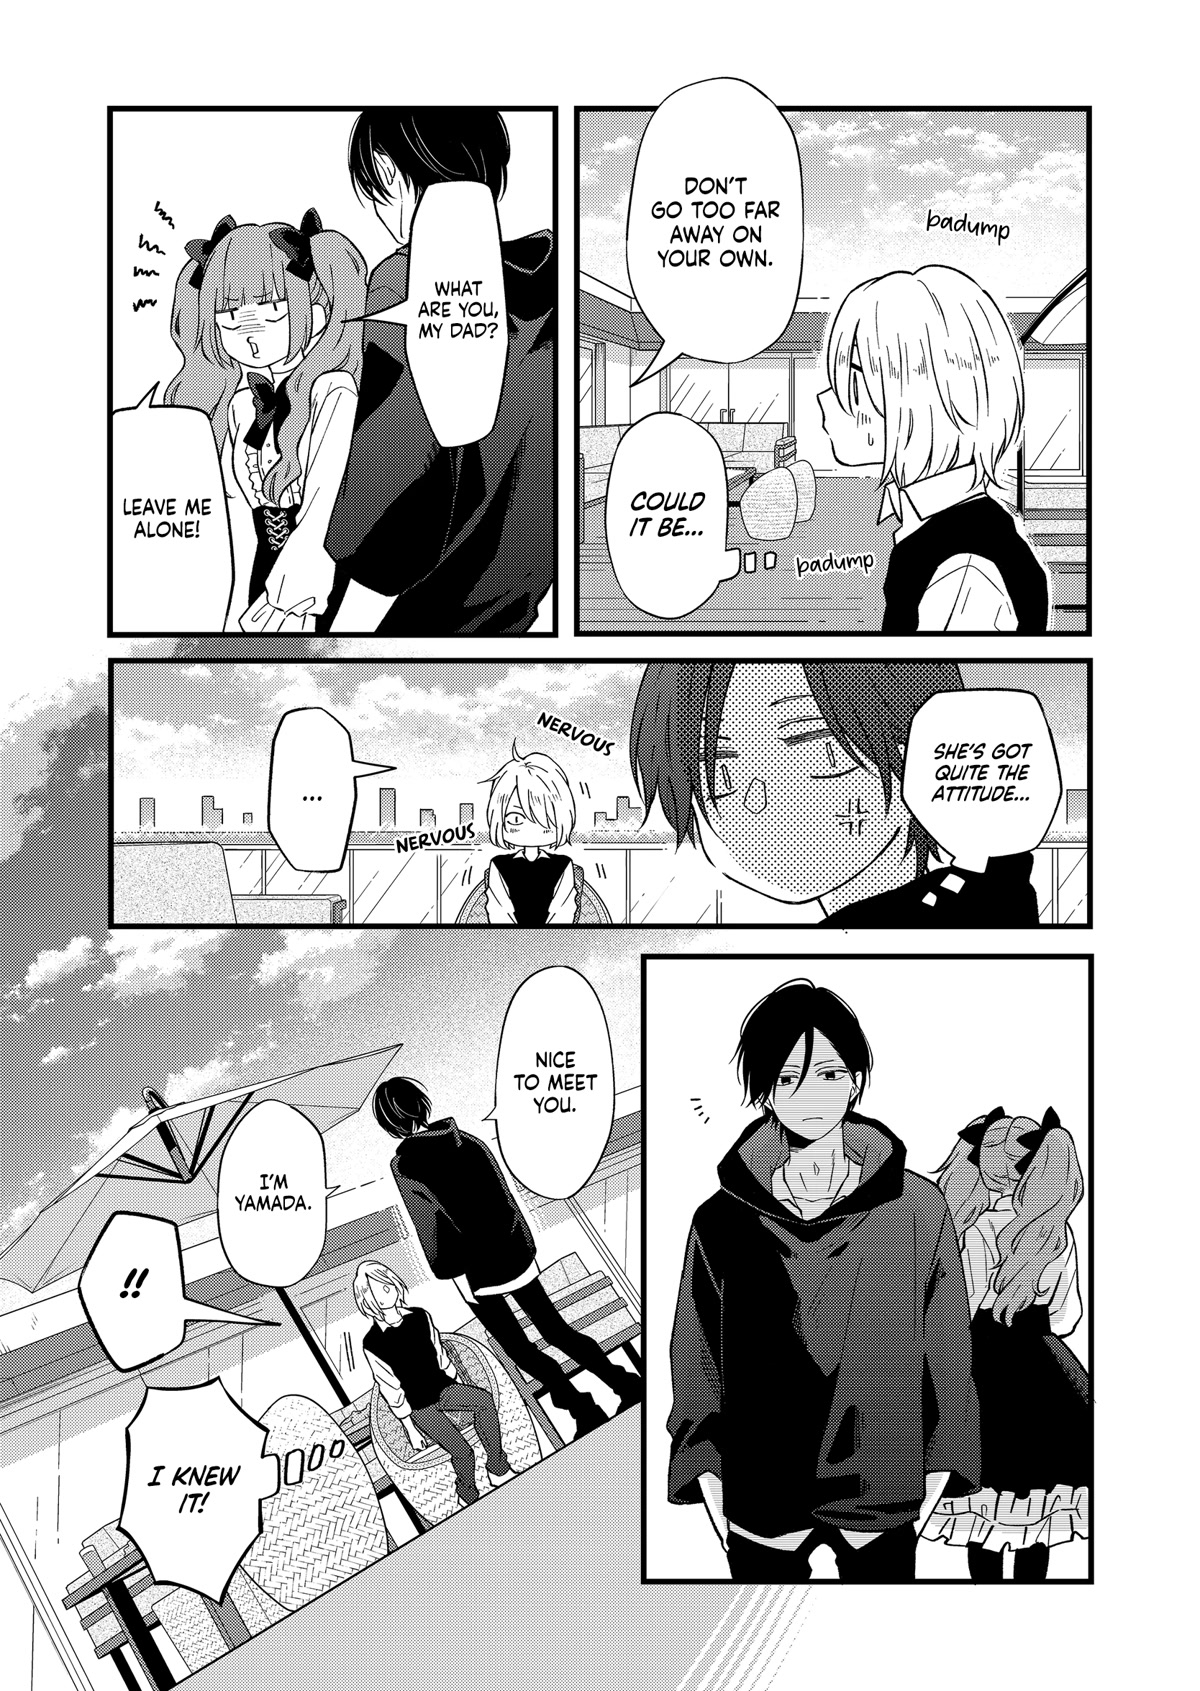 DON'T
GO TOO FAR
AWAY ON
YOUR OWN.
badump
COULD
IT BE...
badump
WHAT
ARE YOU,
MY DAD?
LEAVE ME
ALONE!
SHE'S GOT
QUITE THE
ATTITUDE...
NERVOUS
NERVOUS
...
NICE
TO MEET
YOU.
I'M
YAMADA.
!!
I KNEW
IT!